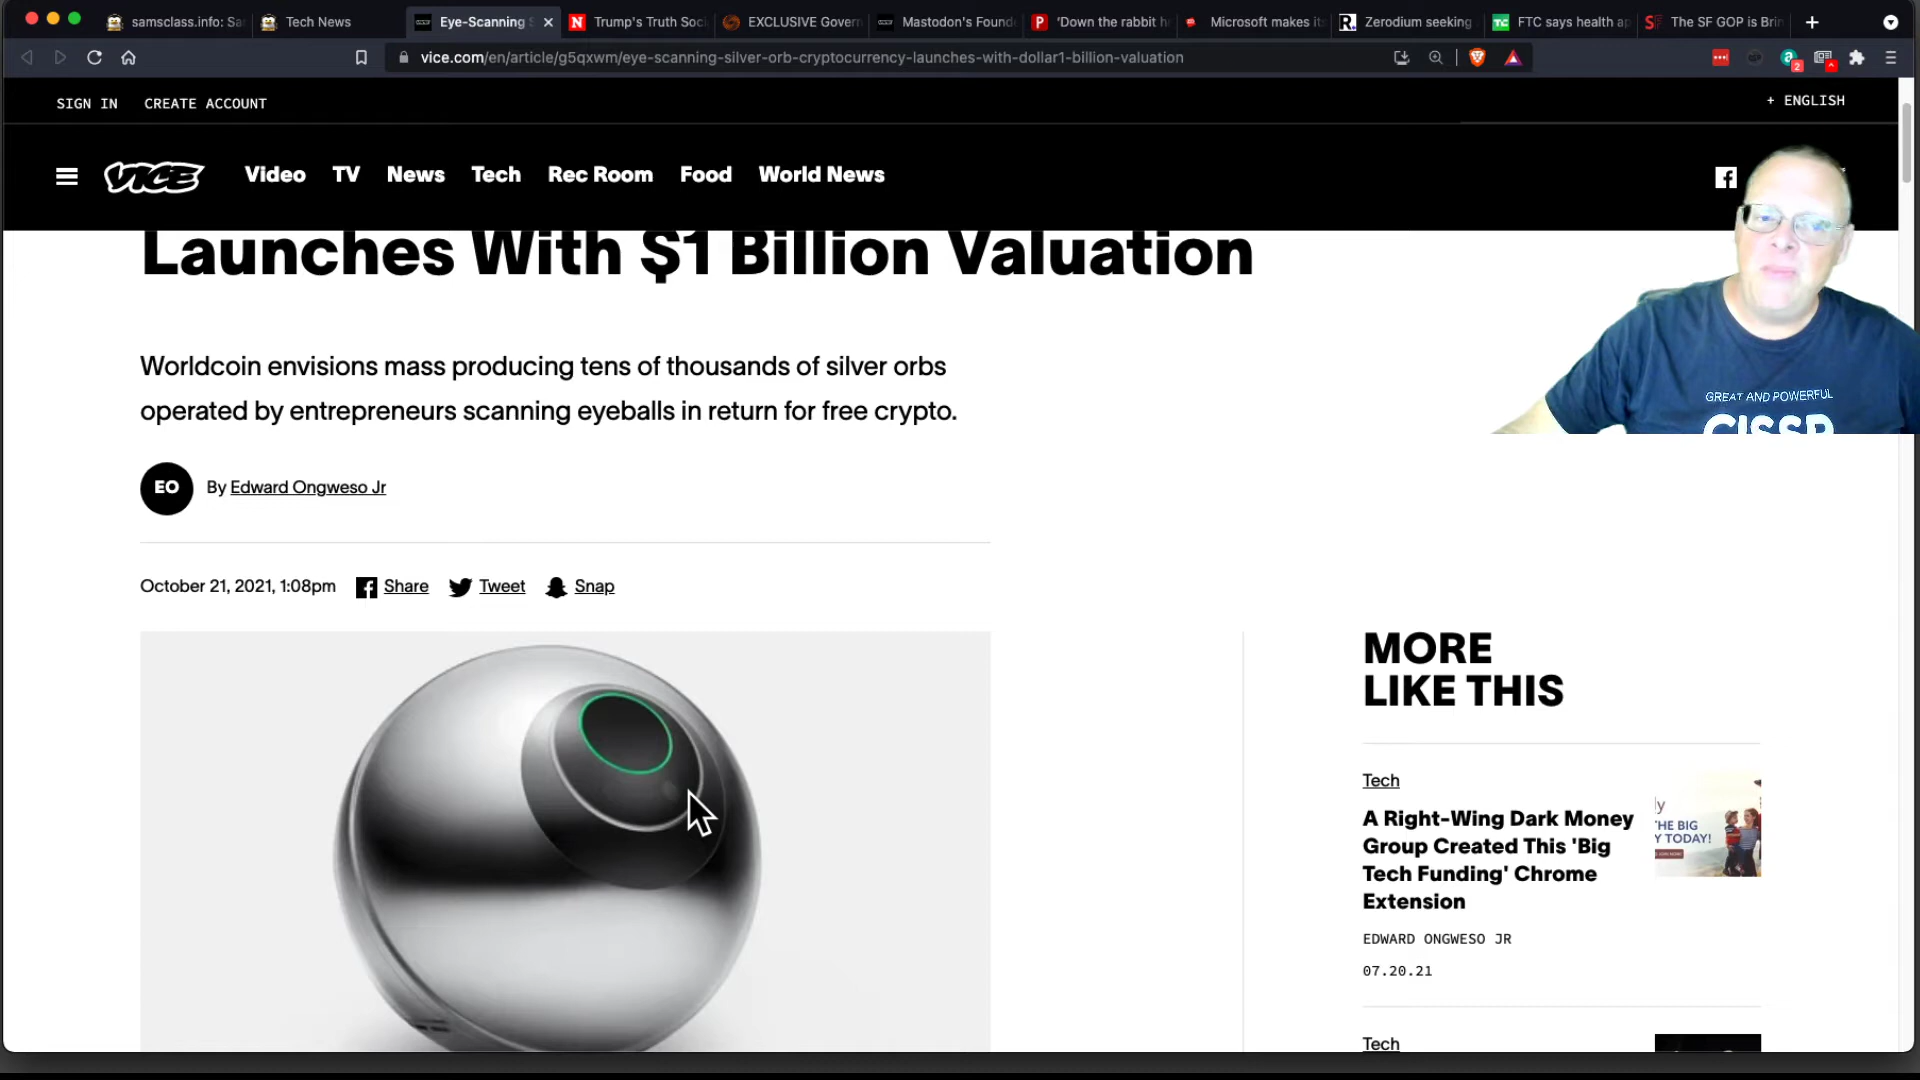 samsclass.info: Sa
Tech News
Eye-Scanning S
Trump's Truth Soci
EXCLUSIVE Govern
Mastodon's Founde
'Down the rabbit h
Microsoft makes its
Zerodium seeking
FTC says health ap
The SF GOP is Brin
vice.com/en/article/g5qxwm/eye-scanning-silver-orb-cryptocurrency-launches-with-dollar1-billion-valuation
2
SIGN IN CREATE ACCOUNT
+ ENGLISH
VICE
Video TV News Tech Rec Room Food World News
Launches With $1 Billion Valuation
Worldcoin envisions mass producing tens of thousands of silver orbs
operated by entrepreneurs scanning eyeballs in return for free crypto.
GREAT AND POWERFUL
CISSP
EO
By Edward Ongweso Jr
October 21, 2021, 1:08pm Share Tweet Snap
MORE
LIKE THIS
Tech
A Right-Wing Dark Money
Group Created This 'Big
Tech Funding' Chrome
Extension
EDWARD ONGWESO JR
07.20.21
ly
THE BIG
Y TODAY!
Tech